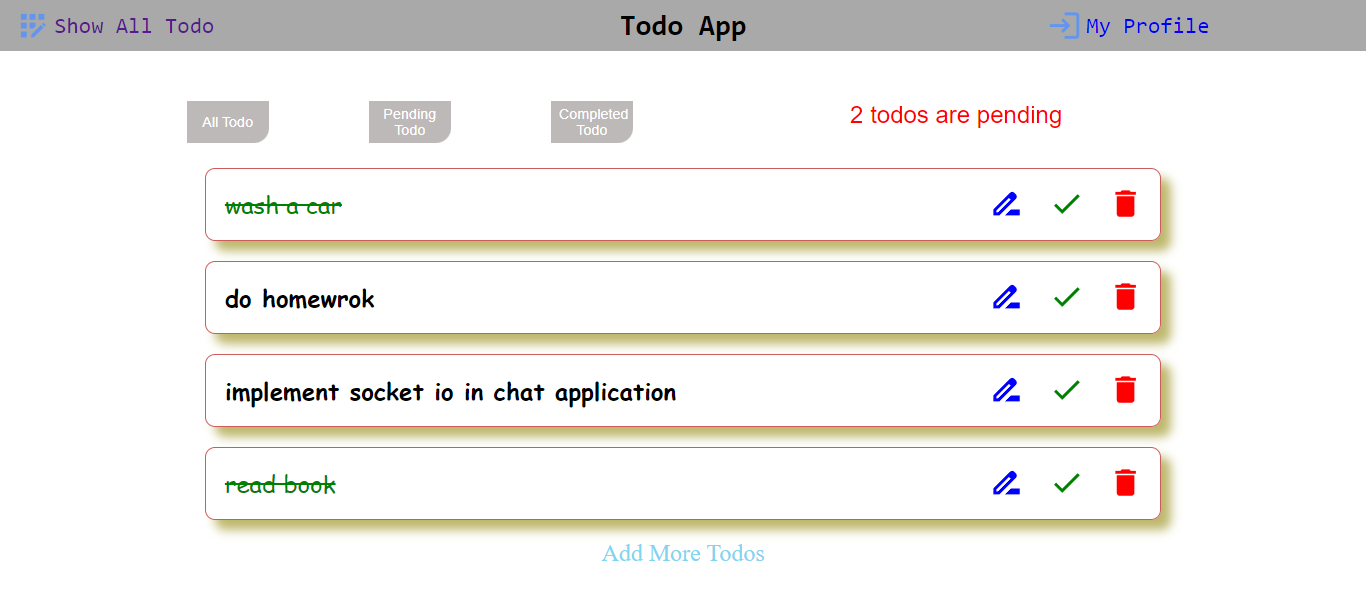 Show All Todo
Todo App
My Profile
All Todo
Pending
Todo
Completed
Todo
2 todos are pending
wash a car
do homewrok
implement socket io in chat application
read book
Add More Todos